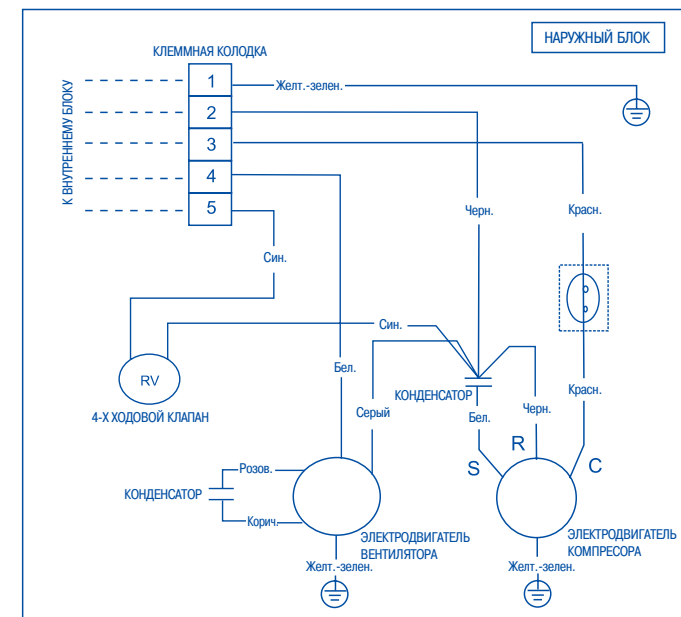 НАРУЖНЫЙ БЛОК
КЛЕММНАЯ КОЛОДКА
К ВНУТРЕННЕМУ БЛОКУ
1
Желт.-зелен.
2
3
4
5
Черн.
Красн.
Син.
Син.
Бел.
RV
4-Х ХОДОВОЙ КЛАПАН
КОНДЕНСАТОР
Красн.
Серый
Бел.
Черн.
R
S
C
Розов.
КОНДЕНСАТОР
Корич.
ЭЛЕКТРОДВИГАТЕЛЬ
ВЕНТИЛЯТОРА
ЭЛЕКТРОДВИГАТЕЛЬ
КОМПРЕСОРА
Желт.-зелен.
Желт.-зелен.